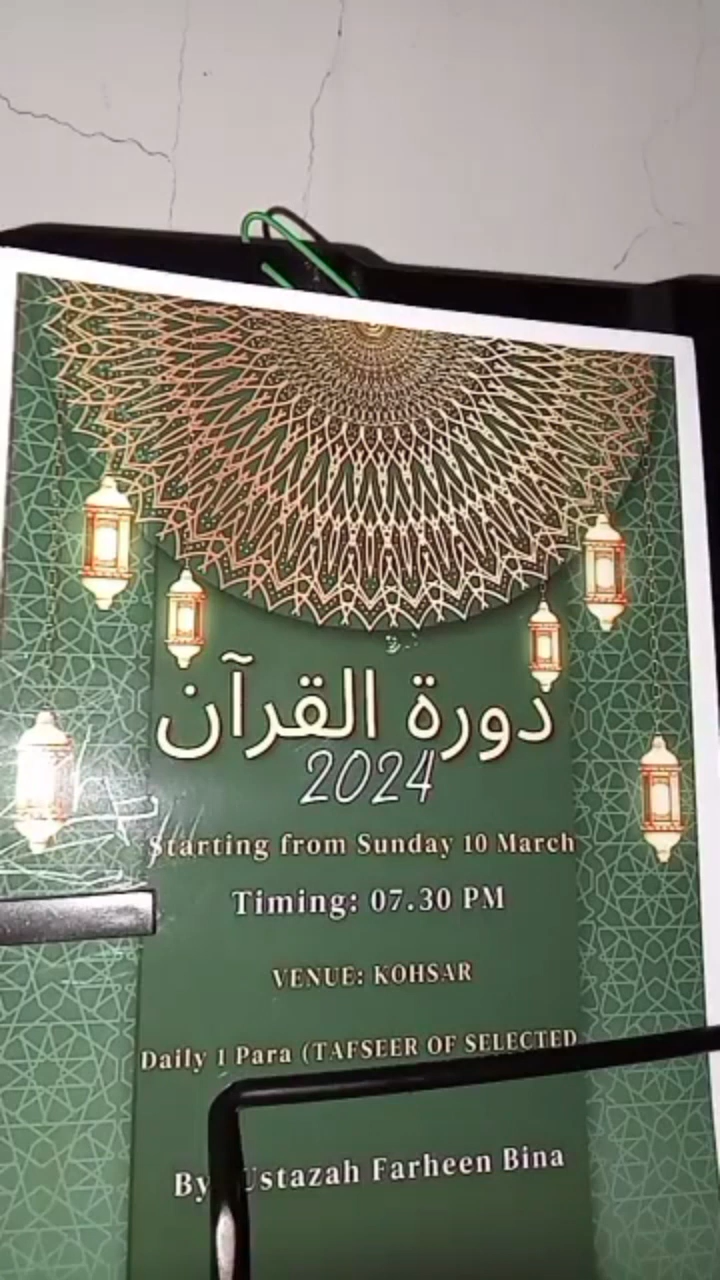 دورة القرآن
2024
Starting from Sunday 10 March
Timing: 07.30 PM
VENUE: KOHSAR
Daily 1 Para (TAFSEER OF SELECTED
By Ustazah Farheen Bina